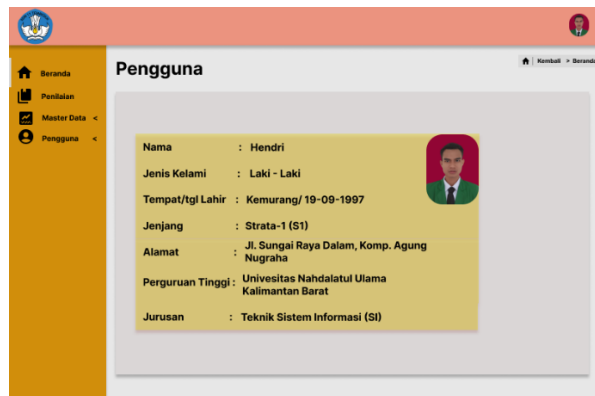 Beranda
Penilaian
Master Data <
Pengguna <
Pengguna
Kembali > Beranda
Nama : Hendri
Jenis Kelami : Laki - Laki
Tempat/tgl Lahir : Kemurang/ 19-09-1997
Jenjang : Strata-1 (S1)
Alamat : Jl. Sungai Raya Dalam, Komp. Agung
Nugraha
Perguruan Tinggi : Univesitas Nahdalatul Ulama
Kalimantan Barat
Jurusan : Teknik Sistem Informasi (SI)